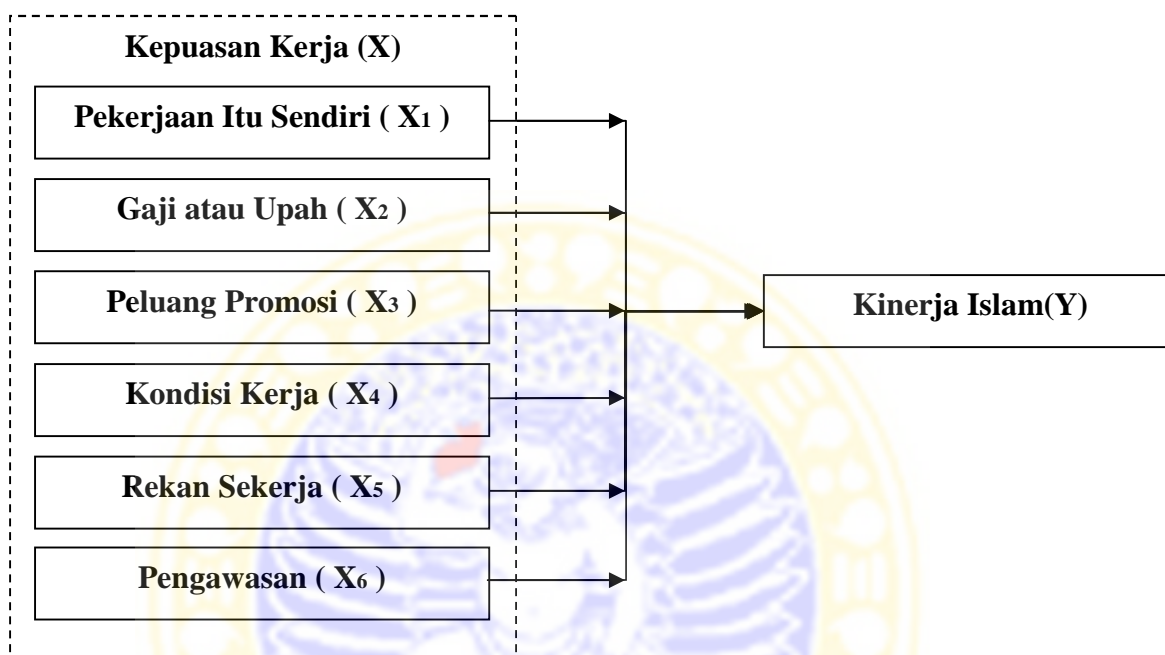 Kepuasan Kerja (X)
Pekerjaan Itu Sendiri ( X1 )
Gaji atau Upah ( X2 )
Peluang Promosi ( X3 )
Kinerja Islam(Y)
Kondisi Kerja ( X4 )
Rekan Sekerja ( X5 )
Pengawasan ( X6 )